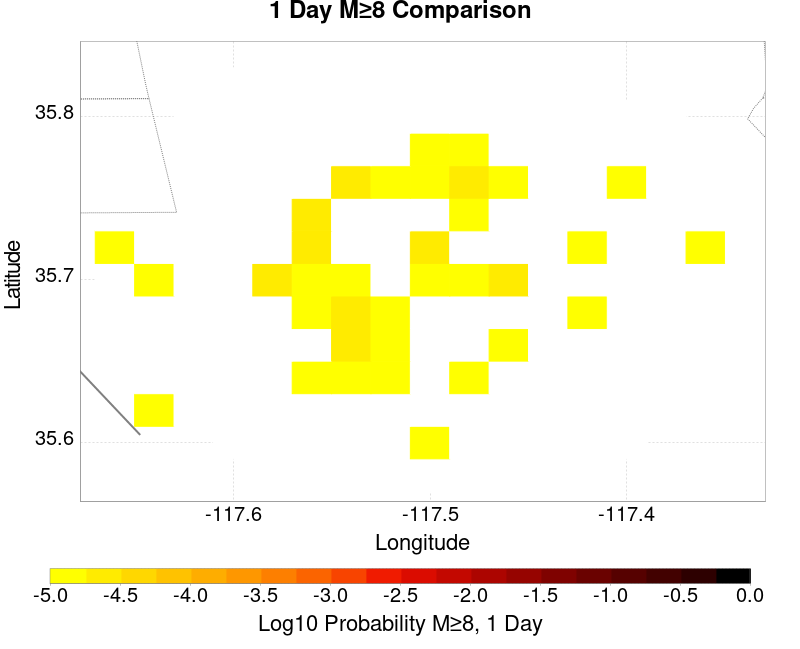 1 Day M≥8 Comparison
35.8
35.7
35.6
Latitude
-117.6 -117.5 -117.4
Longitude
-5.0 -4.5 -4.0 -3.5 -3.0 -2.5 -2.0 -1.5 -1.0 -0.5 0.0
Log10 Probability M≥8, 1 Day